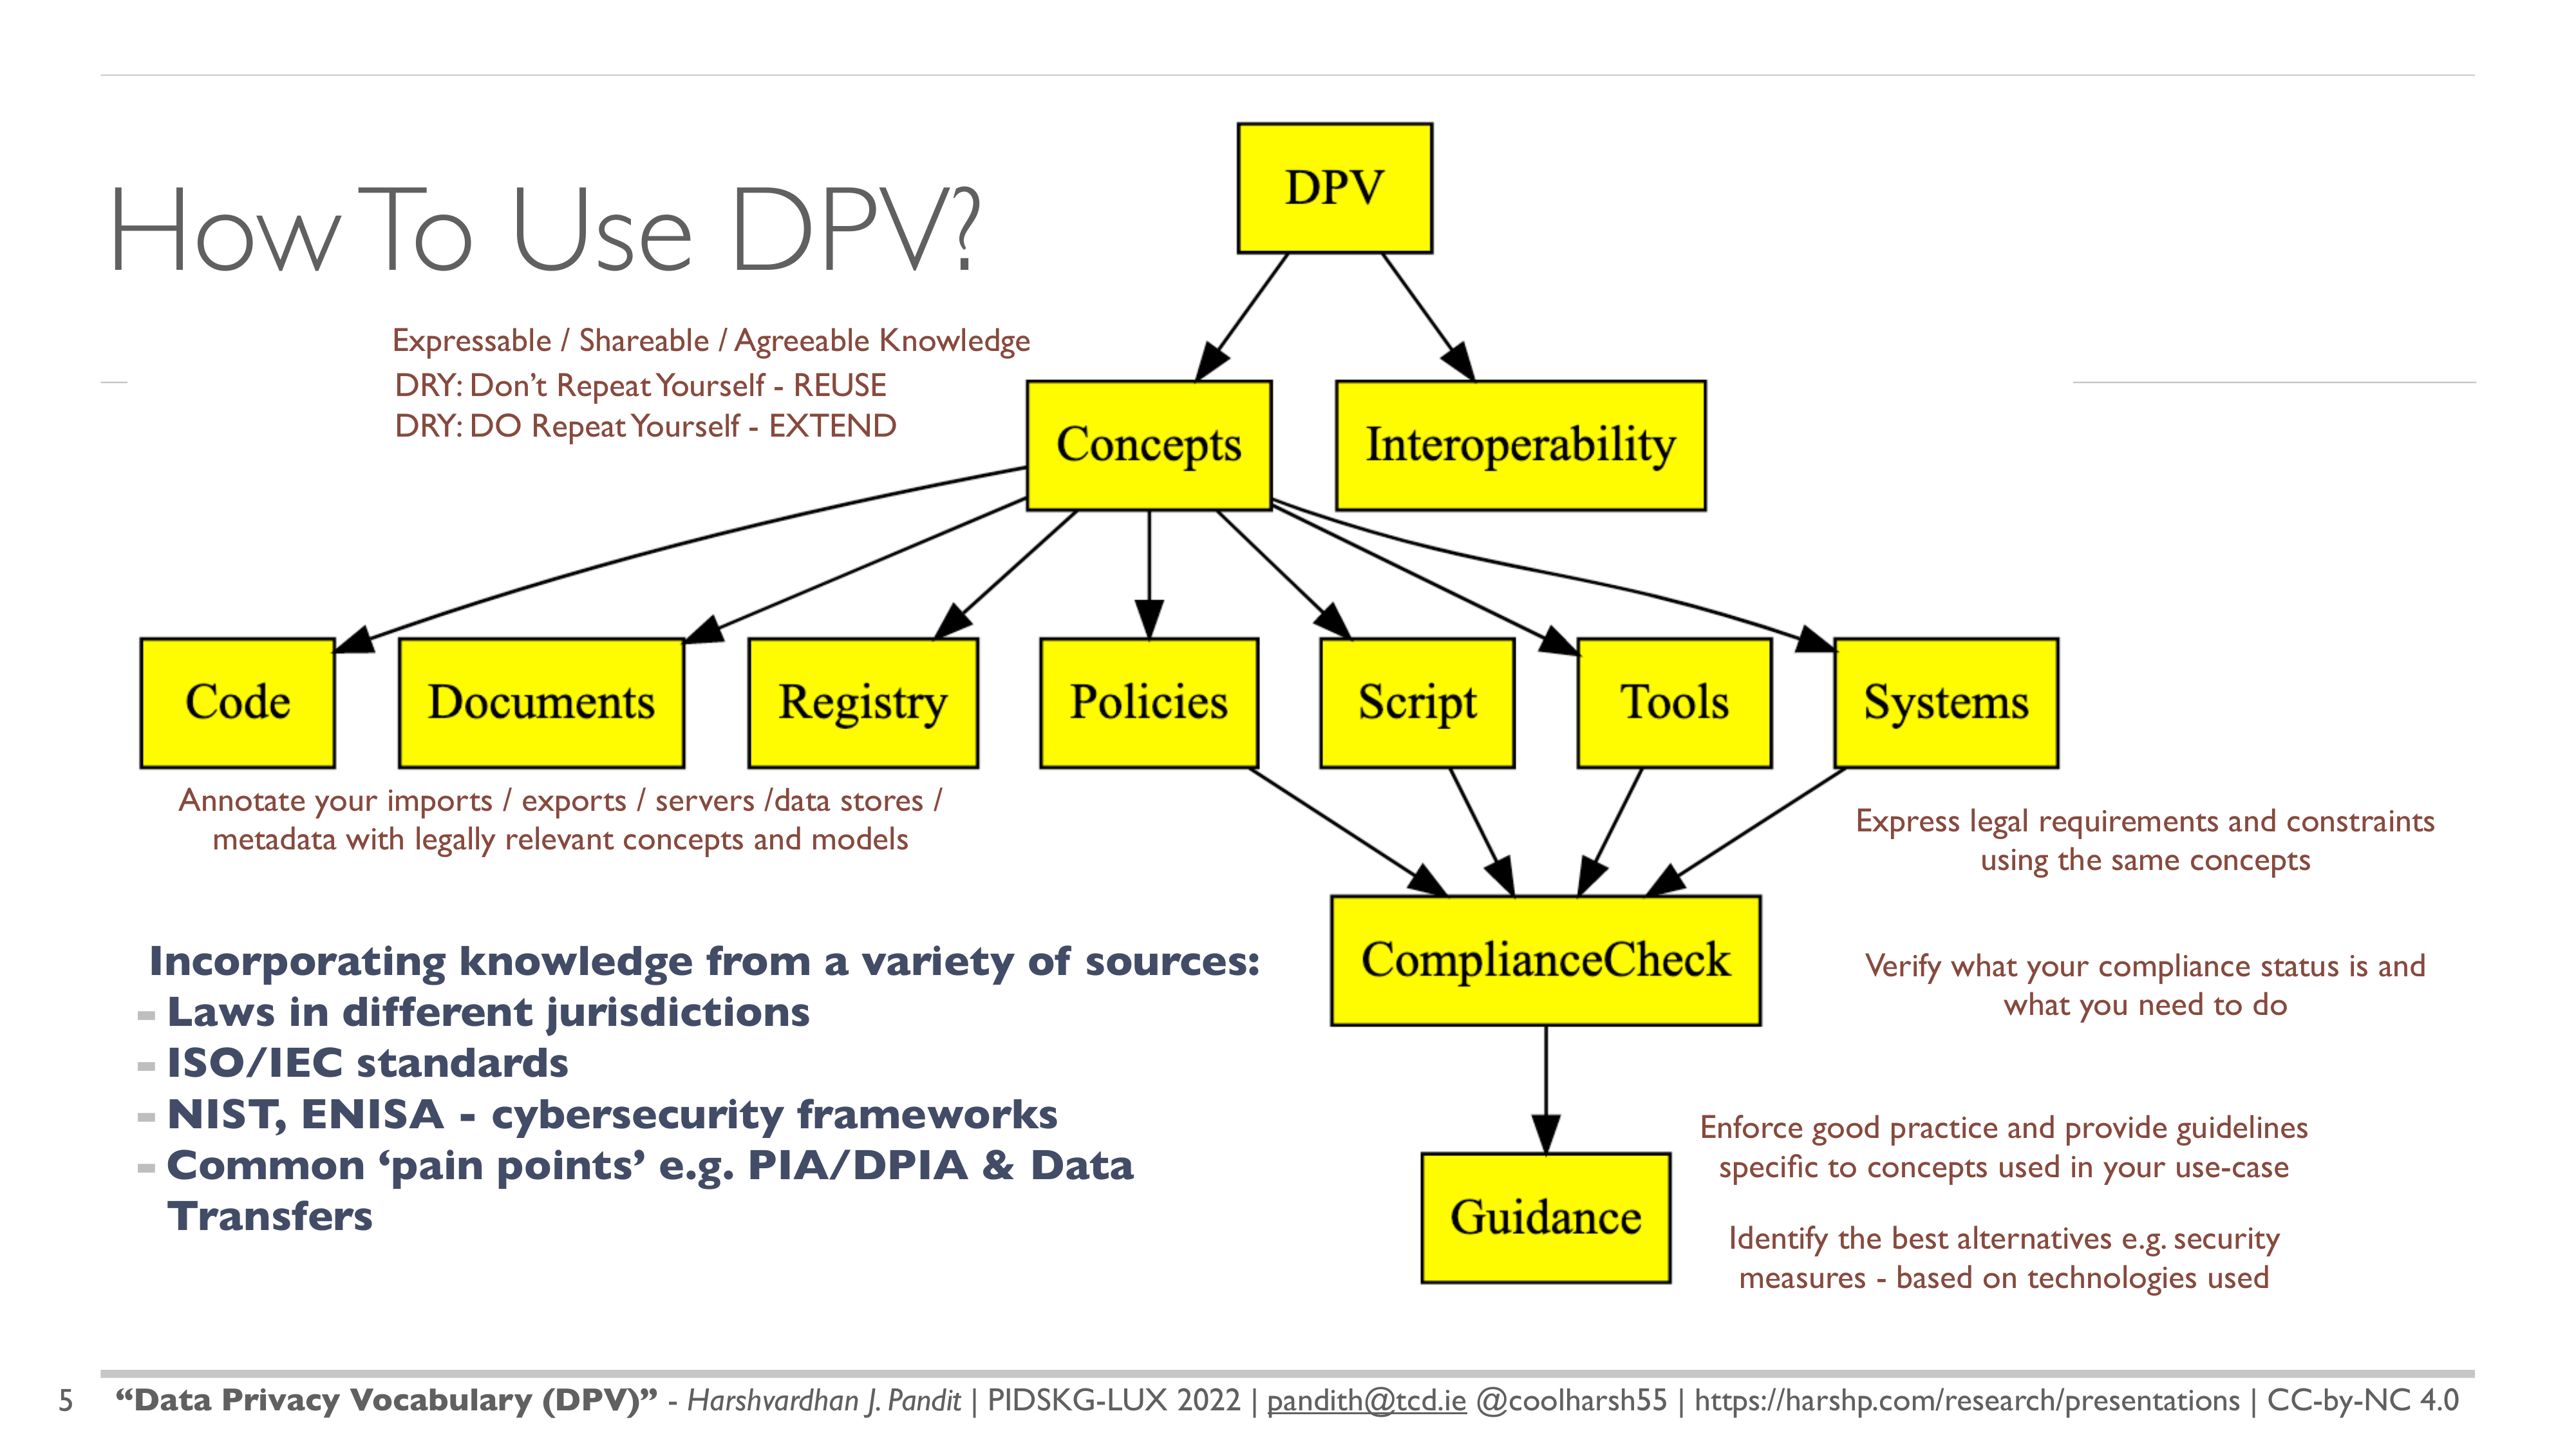 How To Use DPV?
Expressable / Shareable / Agreeable Knowledge
DRY: Don’t Repeat Yourself - REUSE
DRY: DO Repeat Yourself - EXTEND
DPV
Concepts
Interoperability
Code
Documents
Registry
Policies
Script
Tools
Systems
Annotate your imports / exports / servers /data stores /
metadata with legally relevant concepts and models
Express legal requirements and constraints
using the same concepts
ComplianceCheck
Verify what your compliance status is and
what you need to do
Incorporating knowledge from a variety of sources:
- Laws in different jurisdictions
- ISO/IEC standards
- NIST, ENISA - cybersecurity frameworks
- Common ‘pain points’ e.g. PIA/DPIA & Data
Transfers
Guidance
Enforce good practice and provide guidelines
specific to concepts used in your use-case
Identify the best alternatives e.g. security
measures - based on technologies used
5 “Data Privacy Vocabulary (DPV)” - Harshvardhan J. Pandit | PIDSKG-LUX 2022 | pandith@tcd.ie @coolharsh55 | https://harshp.com/research/presentations | CC-by-NC 4.0